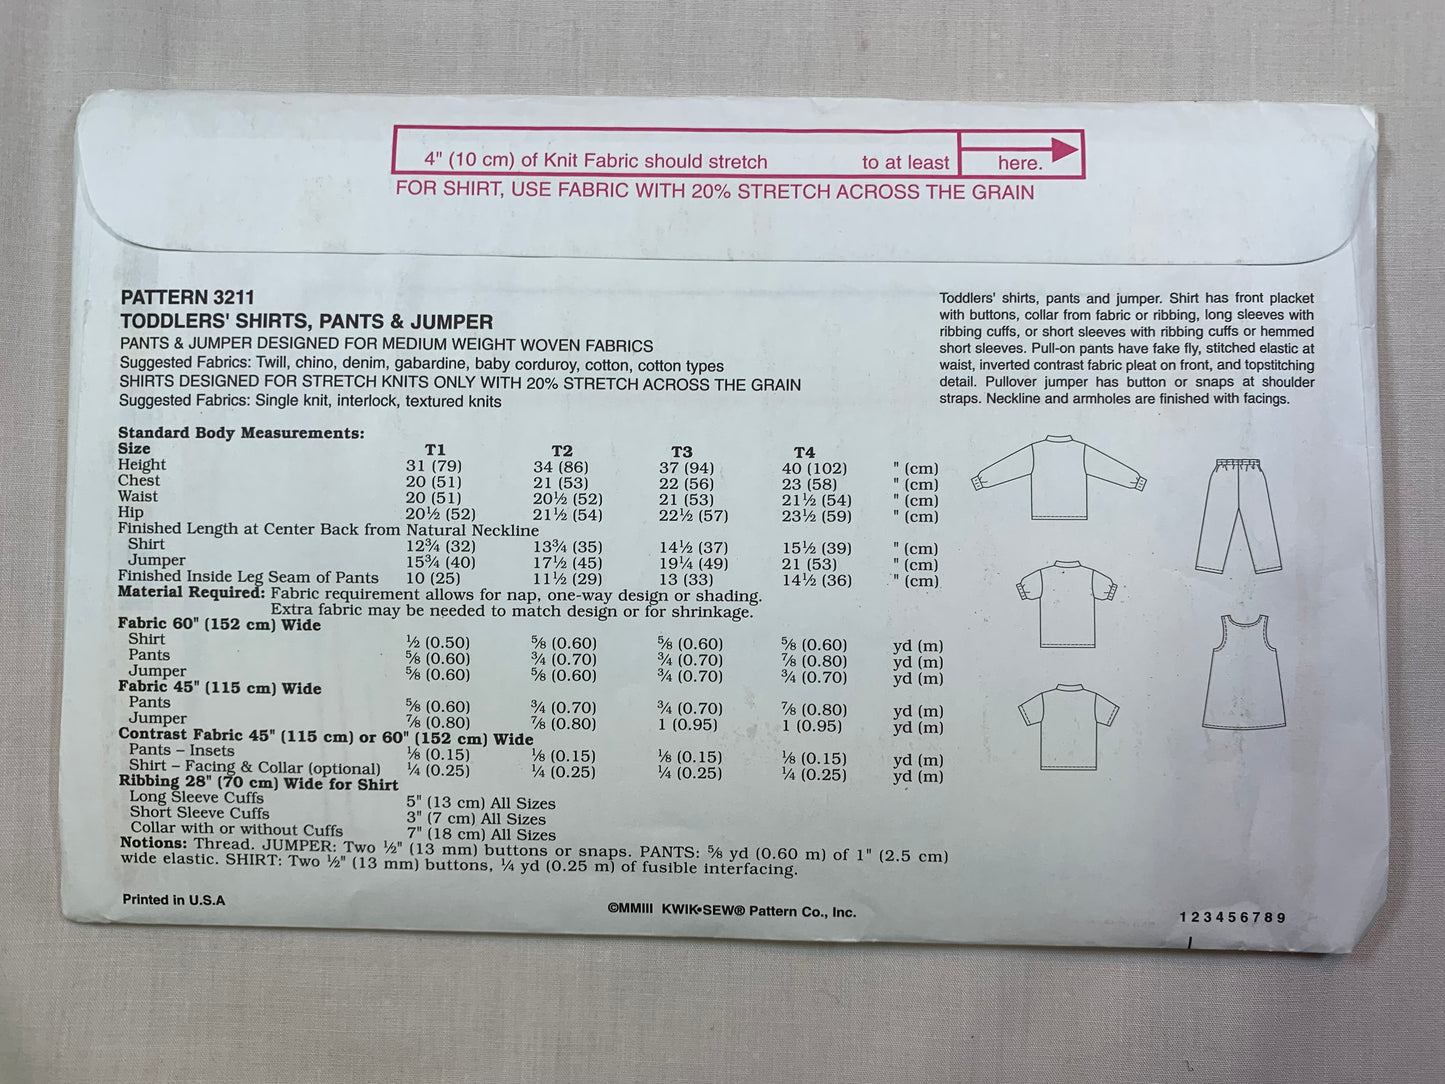 4" (10 cm) of Knit Fabric should stretch to at least here.
FOR SHIRT, USE FABRIC WITH 20% STRETCH ACROSS THE GRAIN
PATTERN 3211
TODDLERS' SHIRTS, PANTS & JUMPER
PANTS & JUMPER DESIGNED FOR MEDIUM WEIGHT WOVEN FABRICS
Suggested Fabrics: Twill, chino, denim, gabardine, baby corduroy, cotton, cotton types
SHIRTS DESIGNED FOR STRETCH KNITS ONLY WITH 20% STRETCH ACROSS THE GRAIN
Suggested Fabrics: Single knit, interlock, textured knits
Toddlers' shirts, pants and jumper. Shirt has front placket
with buttons, collar from fabric or ribbing, long sleeves with
ribbing cuffs, or short sleeves with ribbing cuffs or hemmed
short sleeves. Pull-on pants have fake fly, stitched elastic at
waist, inverted contrast fabric pleat on front, and topstitching
detail. Pullover jumper has button or snaps at shoulder
straps. Neckline and armholes are finished with facings.
Standard Body Measurements:
Size T1 T2 T3 T4
Height 31 (79) 34 (86) 37 (94) 40 (102) " (cm)
Chest 20 (51) 21 (53) 22 (56) 23 (58) " (cm)
Waist 20 (51) 20½ (52) 21 (53) 21½ (54) " (cm)
Hip 20½ (52) 21½ (54) 22½ (57) 23½ (59) " (cm)
Finished Length at Center Back from Natural Neckline
Shirt 12¾ (32) 13¾ (35) 14½ (37) 15½ (39) " (cm)
Jumper 15¾ (40) 17½ (45) 19¼ (49) 21 (53) " (cm)
Finished Inside Leg Seam of Pants 10 (25) 11½ (29) 13 (33) 14½ (36) " (cm)
Material Required: Fabric requirement allows for nap, one-way design or shading.
Extra fabric may be needed to match design or for shrinkage.
Fabric 60" (152 cm) Wide
Shirt ½ (0.50) ⅝ (0.60) ⅝ (0.60) ⅝ (0.60) yd (m)
Pants ⅝ (0.60) ¾ (0.70) ¾ (0.70) ⅞ (0.80) yd (m)
Jumper ⅝ (0.60) ⅝ (0.60) ¾ (0.70) ¾ (0.70) yd (m)
Fabric 45" (115 cm) Wide
Pants ⅝ (0.60) ¾ (0.70) ¾ (0.70) ⅞ (0.80) yd (m)
Jumper ⅞ (0.80) ⅞ (0.80) 1 (0.95) 1 (0.95) yd (m)
Contrast Fabric 45" (115 cm) or 60" (152 cm) Wide
Pants – Insets ⅛ (0.15) ⅛ (0.15) ⅛ (0.15) ⅛ (0.15) yd (m)
Shirt – Facing & Collar (optional) ¼ (0.25) ¼ (0.25) ¼ (0.25) ¼ (0.25) yd (m)
Ribbing 28" (70 cm) Wide for Shirt
Long Sleeve Cuffs 5" (13 cm) All Sizes
Short Sleeve Cuffs 3" (7 cm) All Sizes
Collar with or without Cuffs 7" (18 cm) All Sizes
Notions: Thread. JUMPER: Two ½" (13 mm) buttons or snaps. PANTS: ⅝ yd (0.60 m) of 1" (2.5 cm)
wide elastic. SHIRT: Two ½" (13 mm) buttons, ¼ yd (0.25 m) of fusible interfacing.
Printed in U.S.A
©MMIII KWIK•SEW® Pattern Co., Inc.
1 2 3 4 5 6 7 8 9